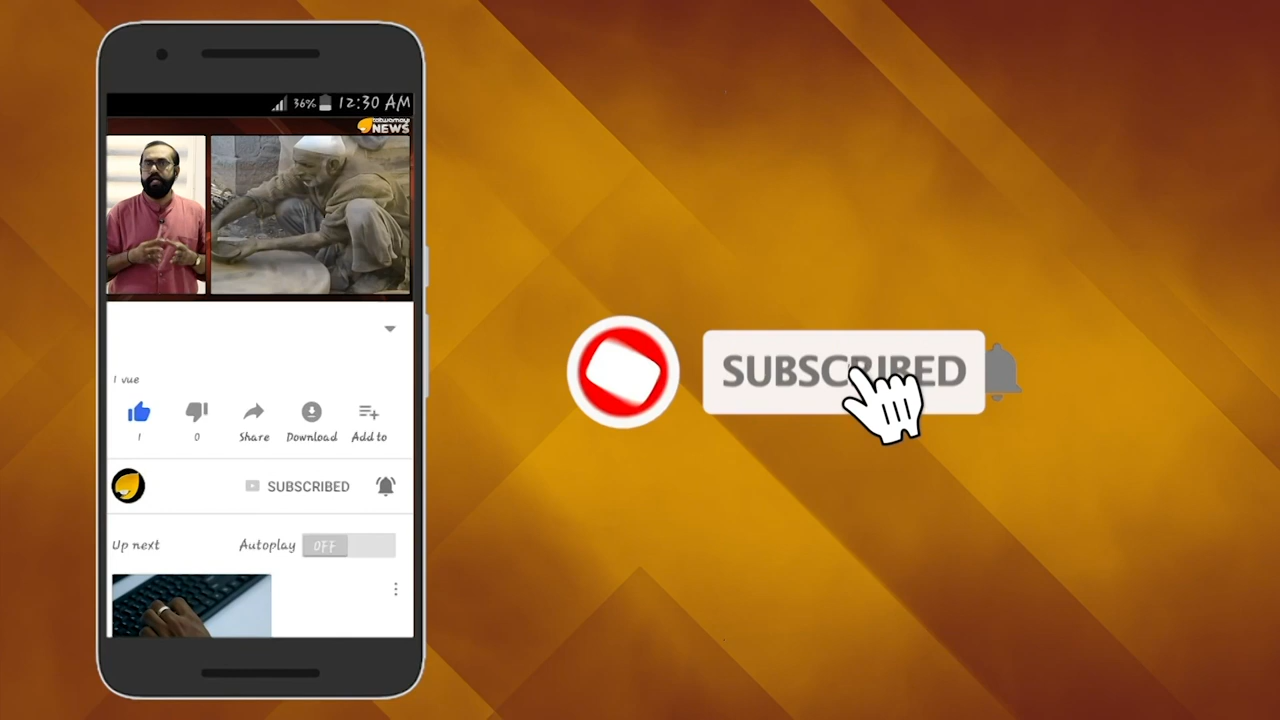 36% 12:30 AM
tatwamayi
NEWS
1 vue
1 0 Share Download Add to
SUBSCRIBED
Up next Autoplay OFF
SUBSCRIBED